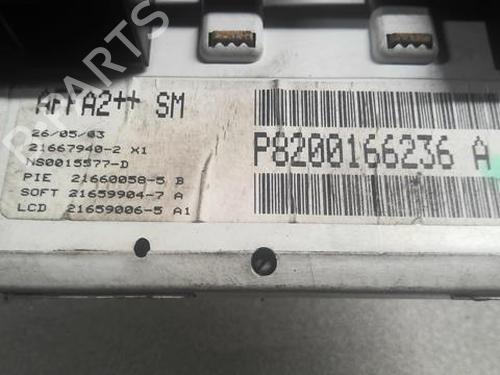 Arr A2++ SM
26/05/03
21667940-2 X1
NS0015577-D
PIE 21660058-5 B
SOFT 21659904-7 A
LCD 21659006-5 A1
P8200166236 A